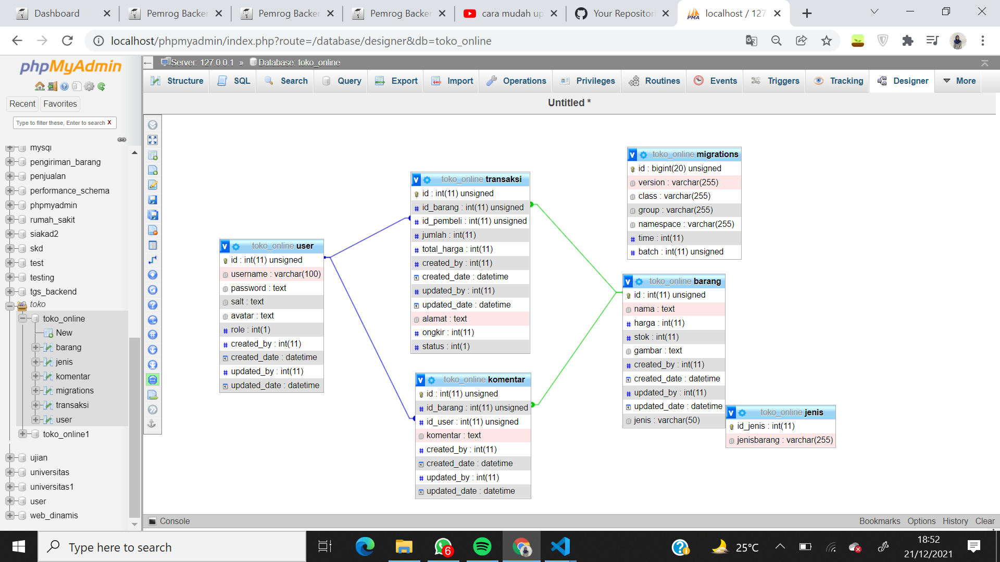 Dashboard
Pemrog Backer
Pemrog Backer
Pemrog Backer
cara mudah up
Your Repositori
localhost / 127
localhost/phpmyadmin/index.php?route=/database/designer&db=toko_online
phpMyAdmin
Recent
Favorites
Type to filter these, Enter to search X
mysql
pengiriman_barang
penjualan
performance_schema
phpmyadmin
rumah_sakit
siakad2
skd
test
testing
tgs_backend
toko
toko_online
New
barang
jenis
komentar
migrations
transaksi
user
toko_online1
ujian
universitas
universitas1
user
web_dinamis
Server: 127.0.0.1 » Database: toko_online
Structure
SQL
Search
Query
Export
Import
Operations
Privileges
Routines
Events
Triggers
Tracking
Designer
More
Untitled *
toko_online user
id : int(11) unsigned
username : varchar(100)
password : text
salt : text
avatar : text
role : int(1)
created_by : int(11)
created_date : datetime
updated_by : int(11)
updated_date : datetime
toko_online transaksi
id : int(11) unsigned
id_barang : int(11) unsigned
id_pembeli : int(11) unsigned
jumlah : int(11)
total_harga : int(11)
created_by : int(11)
created_date : datetime
updated_by : int(11)
updated_date : datetime
alamat : text
ongkir : int(11)
status : int(1)
toko_online komentar
id : int(11) unsigned
id_barang : int(11) unsigned
id_user : int(11) unsigned
komentar : text
created_by : int(11)
created_date : datetime
updated_by : int(11)
updated_date : datetime
toko_online migrations
id : bigint(20) unsigned
version : varchar(255)
class : varchar(255)
group : varchar(255)
namespace : varchar(255)
time : int(11)
batch : int(11) unsigned
toko_online barang
id : int(11) unsigned
nama : text
harga : int(11)
stok : int(11)
gambar : text
created_by : int(11)
created_date : datetime
updated_by : int(11)
updated_date : datetime
jenis : varchar(50)
toko_online jenis
id_jenis : int(11)
jenisbarang : varchar(255)
Console
Bookmarks
Options
History
Clear
Type here to search
6
25°C
18:52
21/12/2021